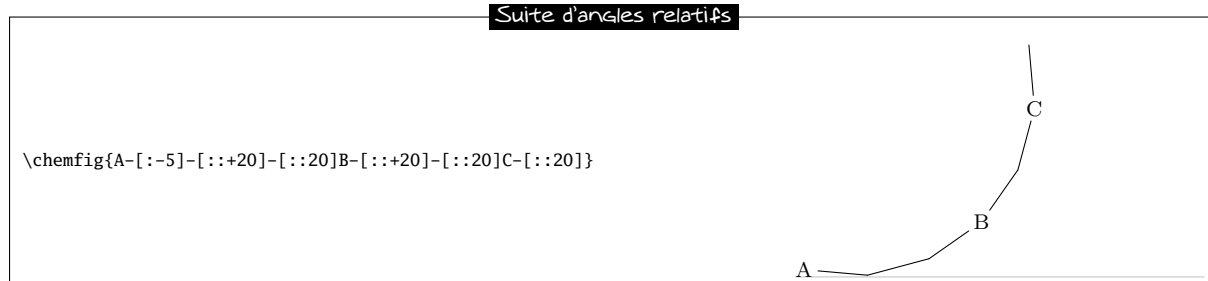 Suite d'angles relatifs
C
\chemfig{A-[:-5]-[::+20]-[::20]B-[::+20]-[::20]C-[::20]}
B
A